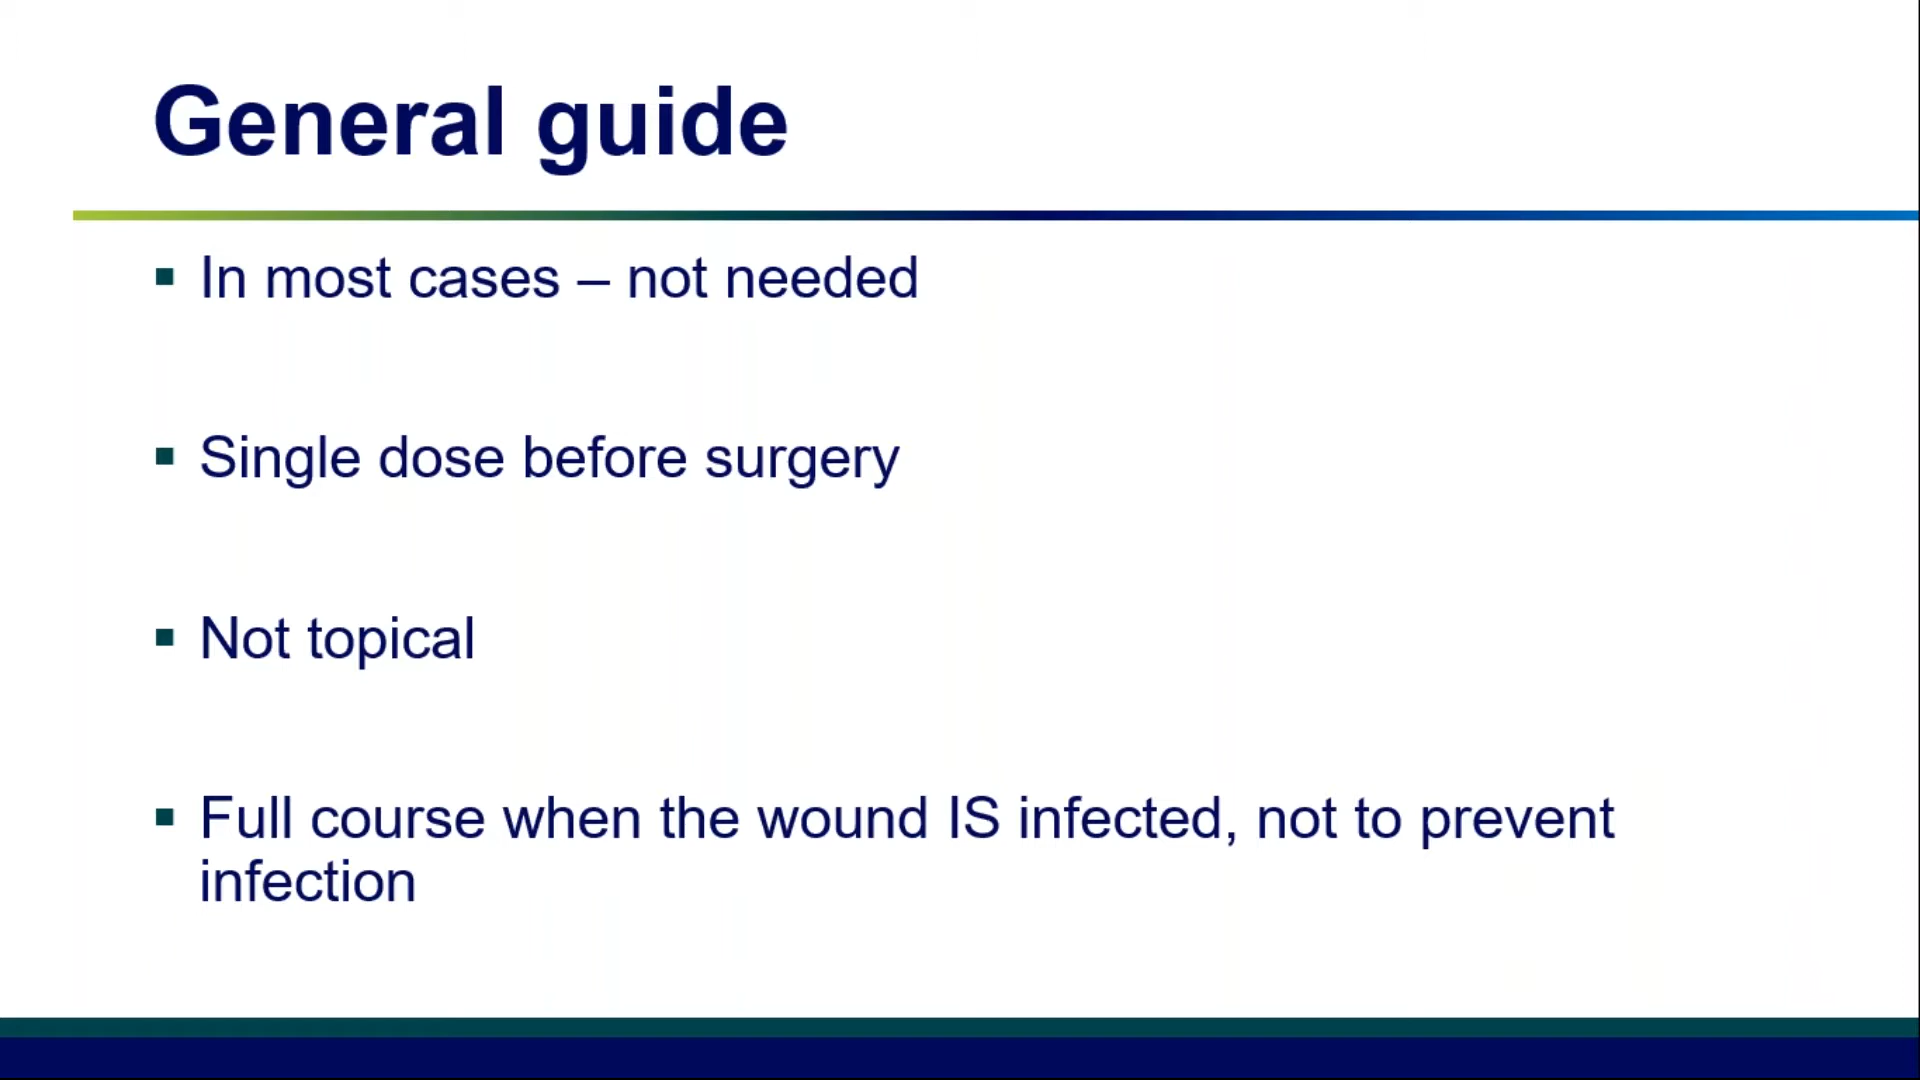 General guide
▪ In most cases – not needed
▪ Single dose before surgery
▪ Not topical
▪ Full course when the wound IS infected, not to prevent
infection